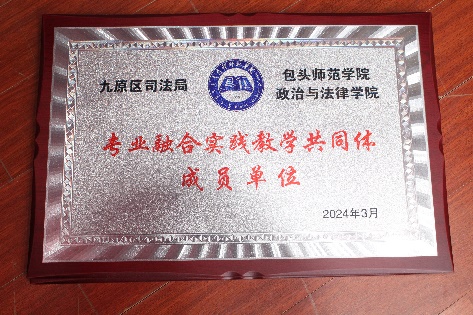 九原区司法局
包头师范学院
政治与法律学院
专业融合实践教学共同体
成员单位
2024年3月